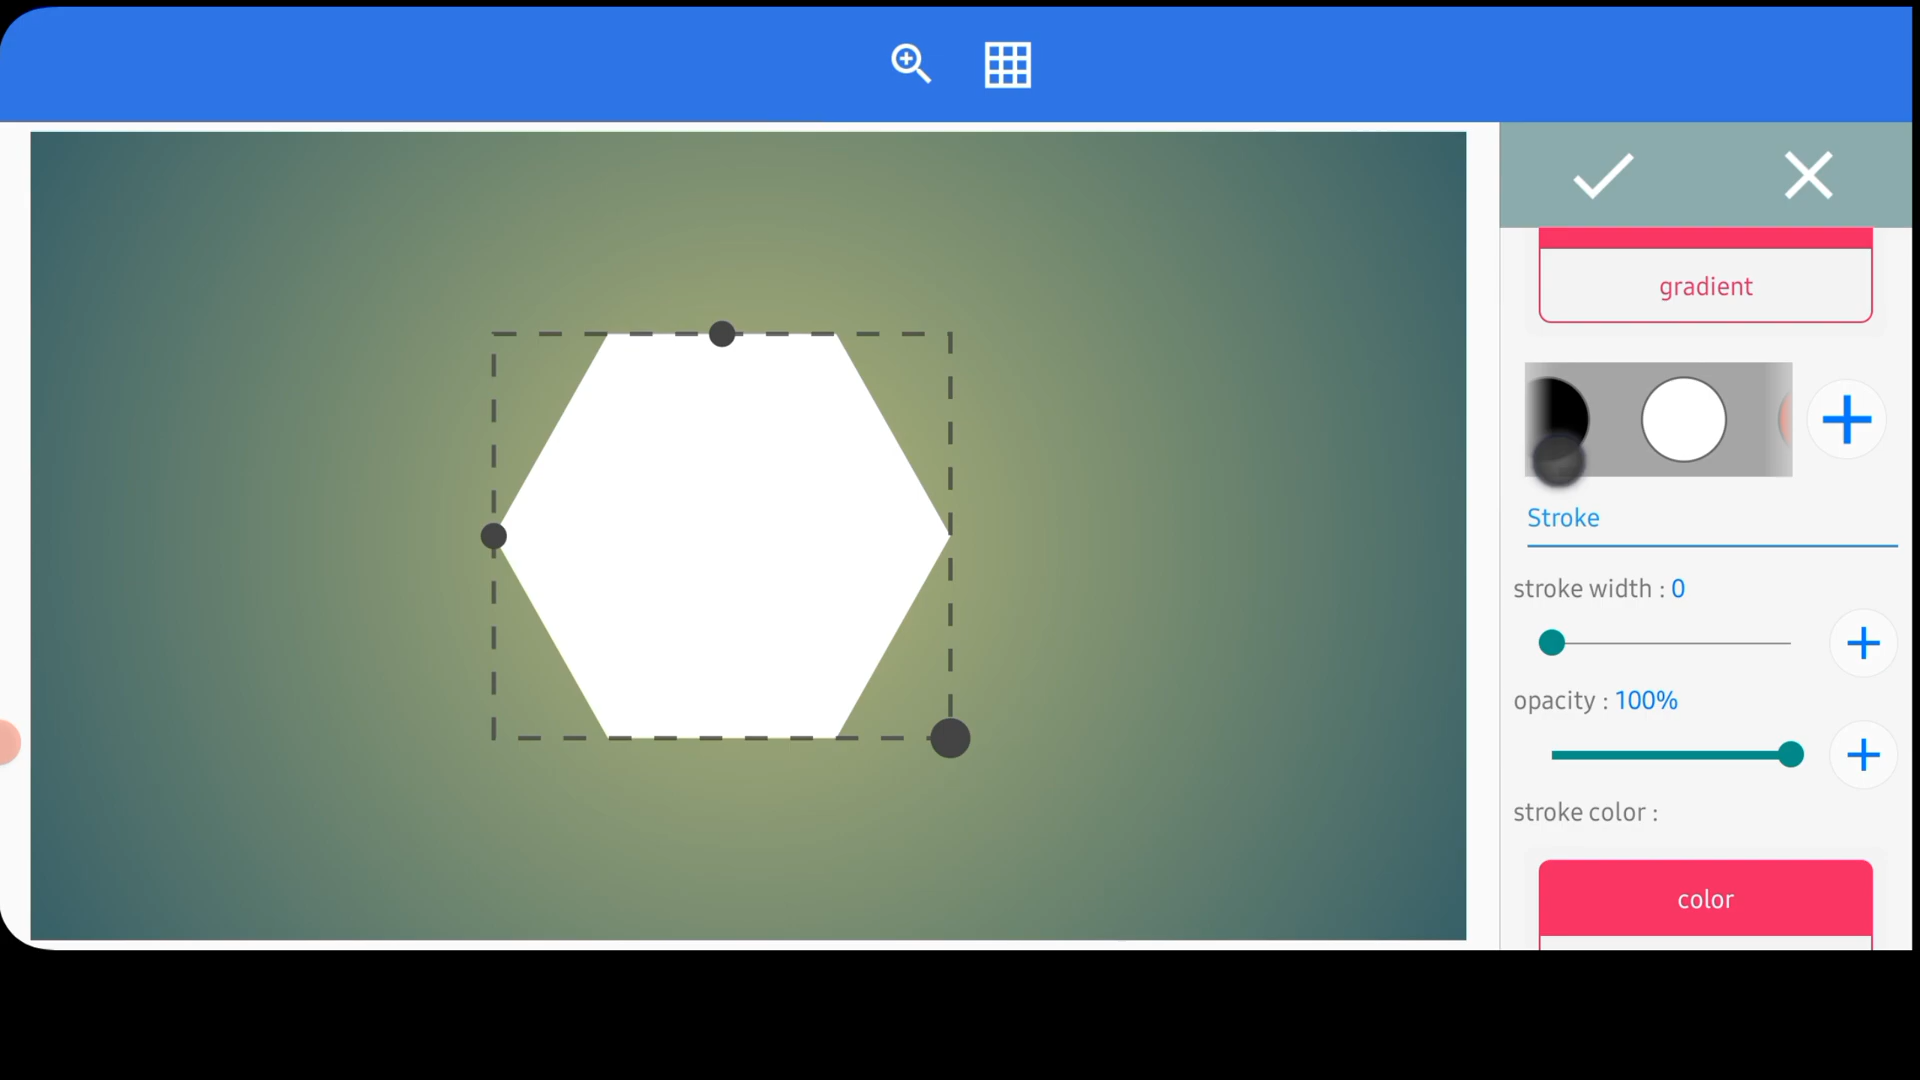 gradient
Stroke
stroke width : 0
opacity : 100%
stroke color :
color